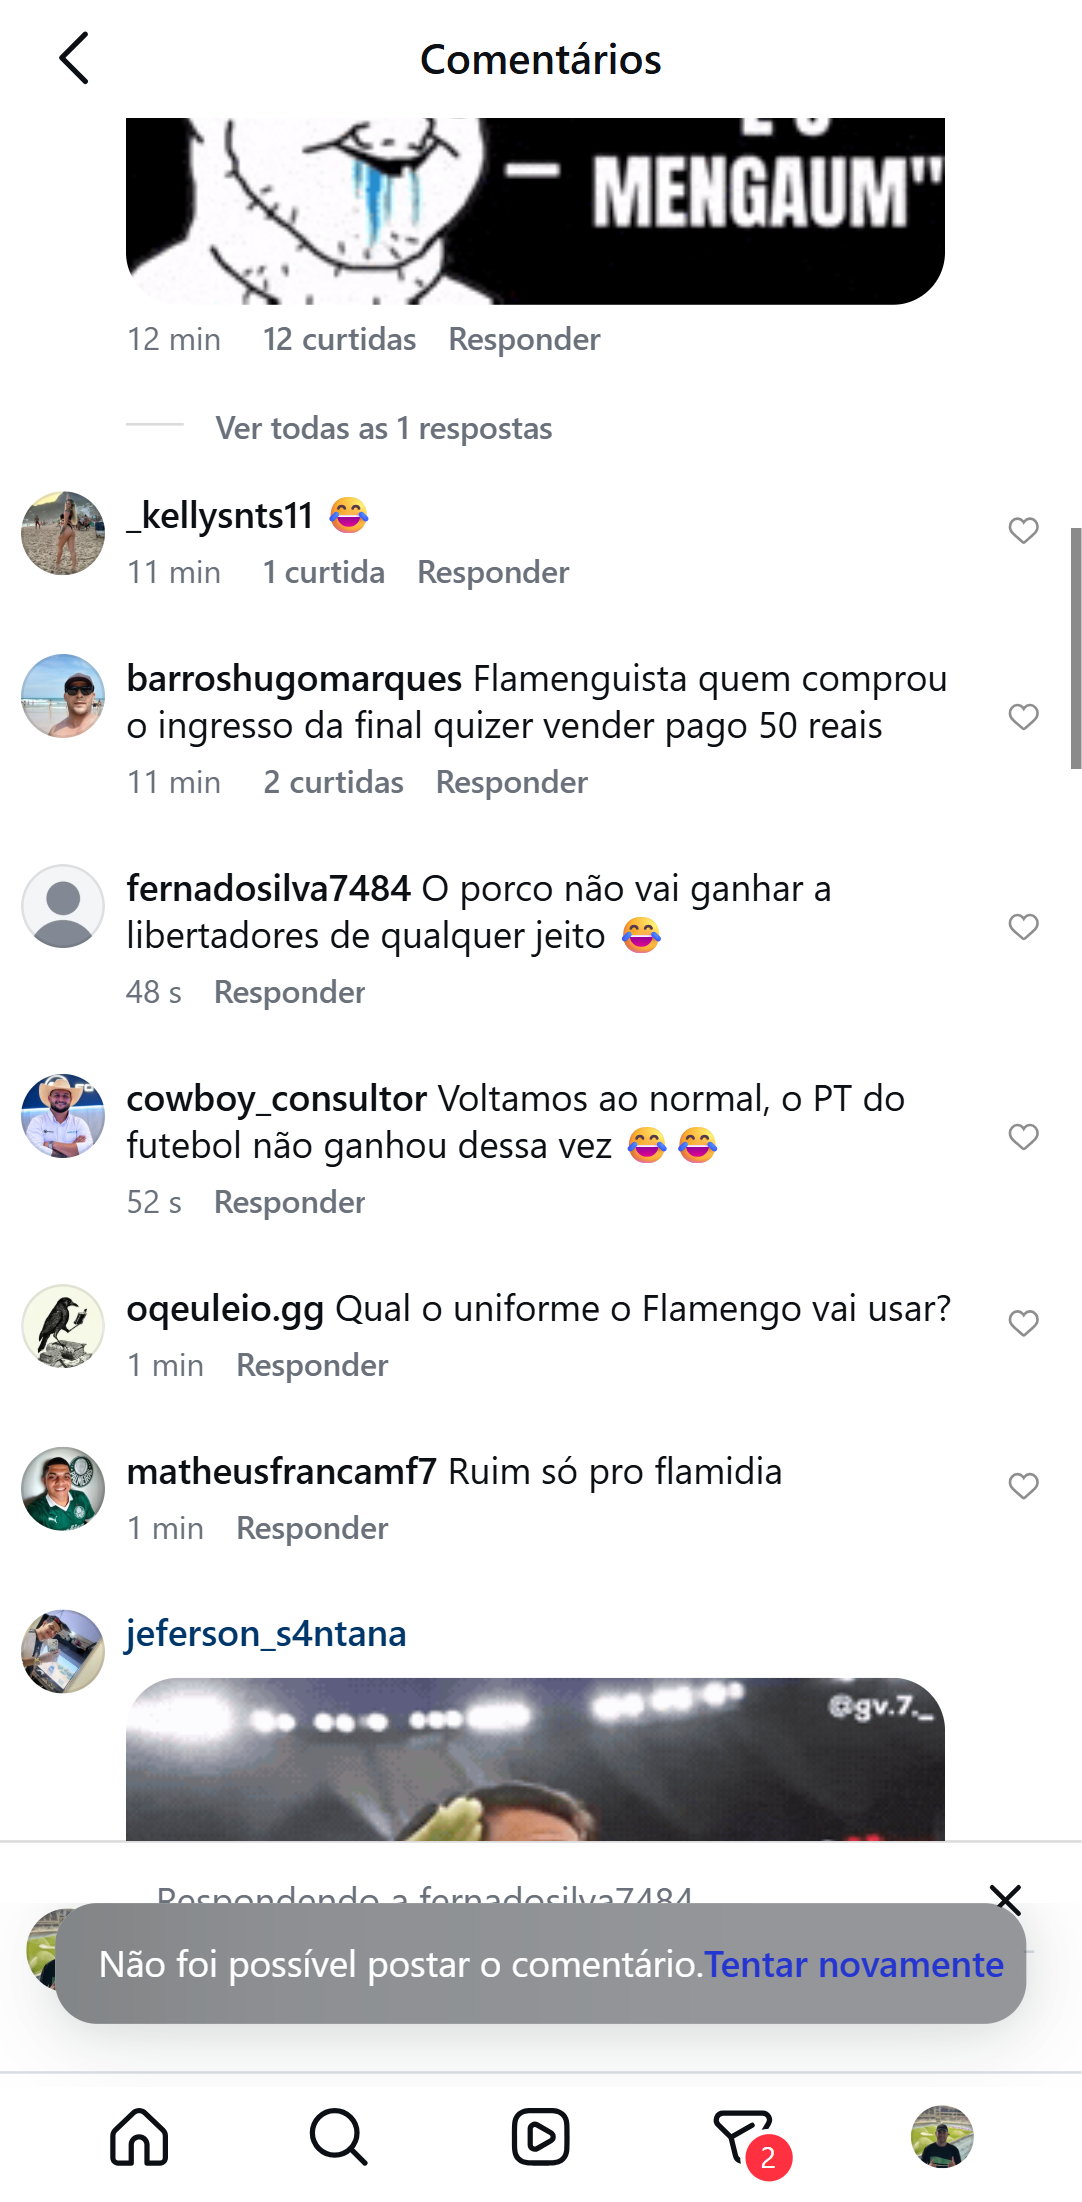 Comentários
MENGAUM"
12 min 12 curtidas Responder
Ver todas as 1 respostas
_kellysnts11 😂
11 min 1 curtida Responder
barroshugomarques Flamenguista quem comprou
o ingresso da final quizer vender pago 50 reais
11 min 2 curtidas Responder
fernadosilva7484 O porco não vai ganhar a
libertadores de qualquer jeito 😂
48 s Responder
cowboy_consultor Voltamos ao normal, o PT do
futebol não ganhou dessa vez 😂😂
52 s Responder
oqeuleio.gg Qual o uniforme o Flamengo vai usar?
1 min Responder
matheusfrancamf7 Ruim só pro flamidia
1 min Responder
jeferson_s4ntana
@gv.7._
Respondendo a fernadosilva7484
Não foi possível postar o comentário.Tentar novamente
2